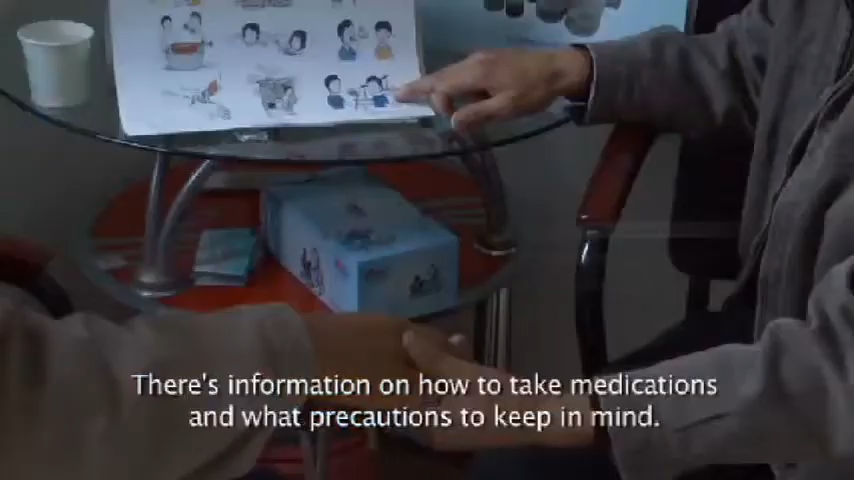 There's information on how to take medications
and what precautions to keep in mind.